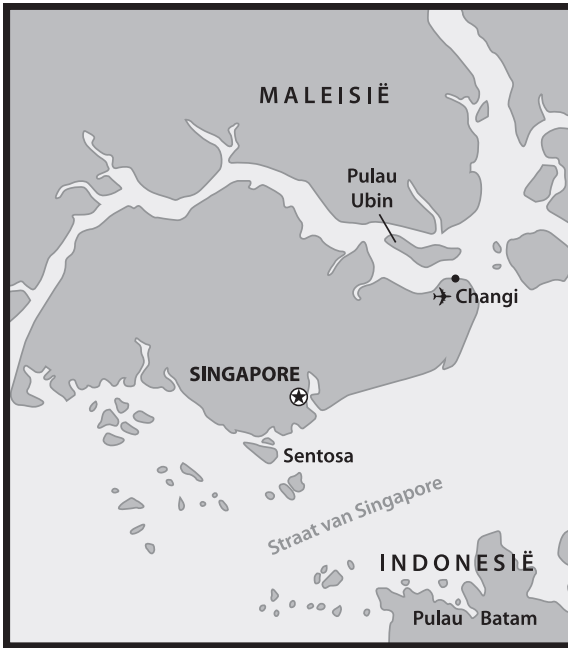 MALEISIË
Pulau
Ubin
Changi
SINGAPORE
Sentosa
Straat van Singapore
INDONESIË
Pulau Batam